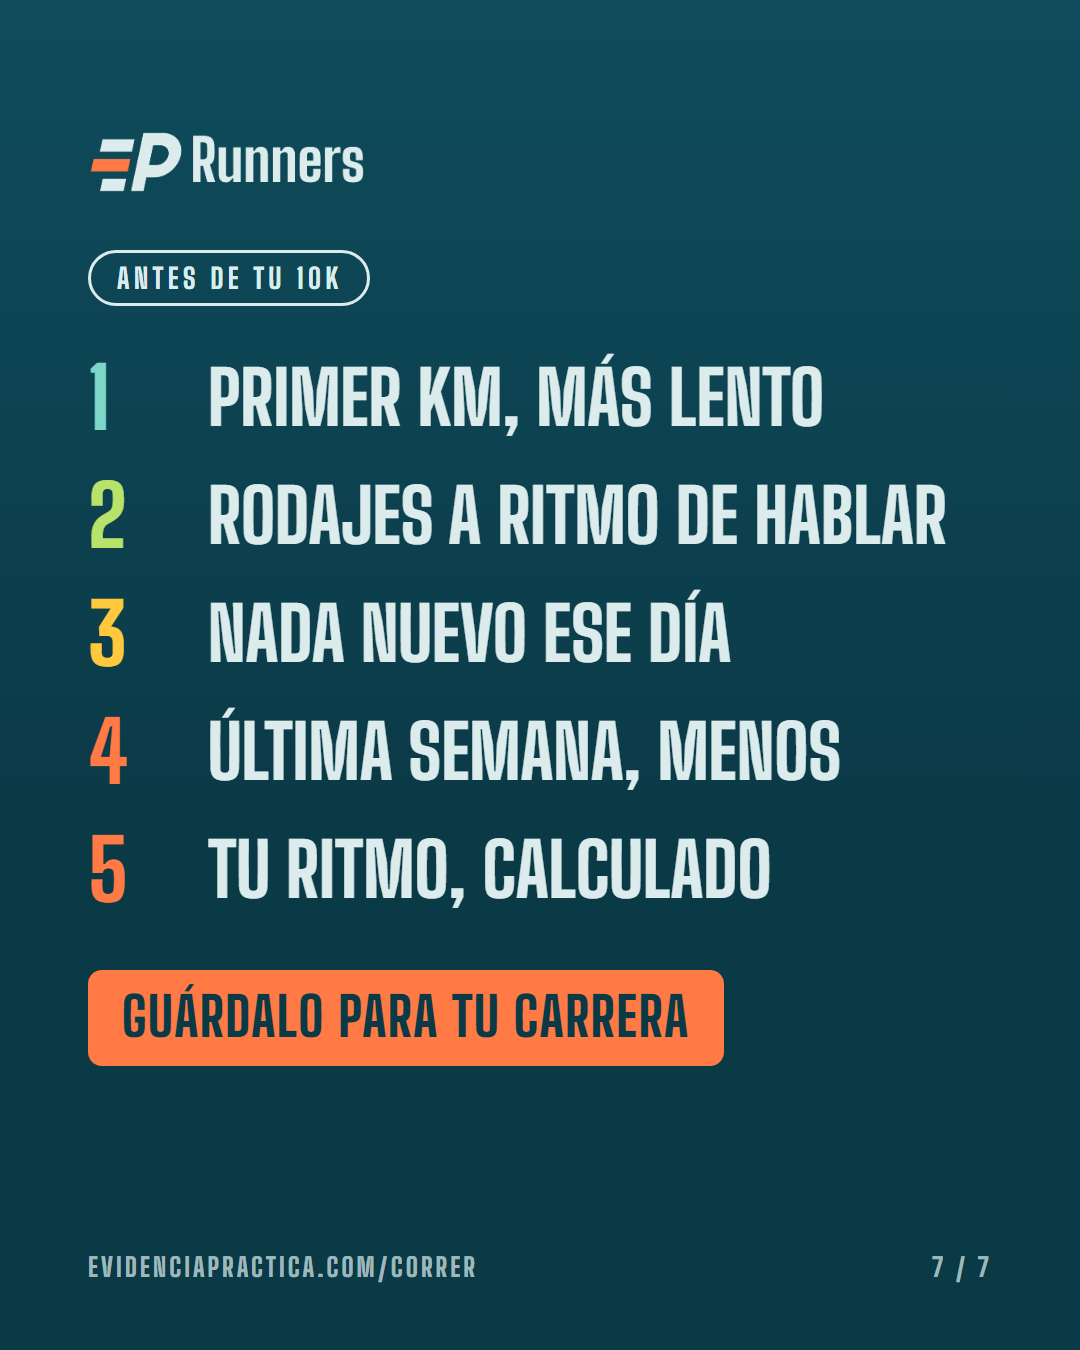 EP Runners
ANTES DE TU 10K
1 PRIMER KM, MÁS LENTO
2 RODAJES A RITMO DE HABLAR
3 NADA NUEVO ESE DÍA
4 ÚLTIMA SEMANA, MENOS
5 TU RITMO, CALCULADO
GUÁRDALO PARA TU CARRERA
EVIDENCIAPRACTICA.COM/CORRER 7 / 7